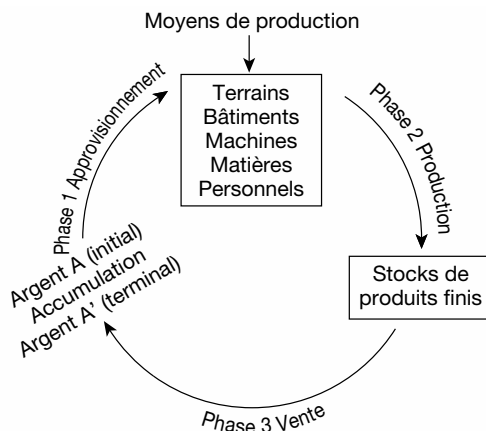 Moyens de production
Terrains
Bâtiments
Machines
Matières
Personnels
Phase 1 Approvisionnement
Phase 2 Production
Argent A (initial)
Accumulation
Argent A' (terminal)
Stocks de
produits finis
Phase 3 Vente